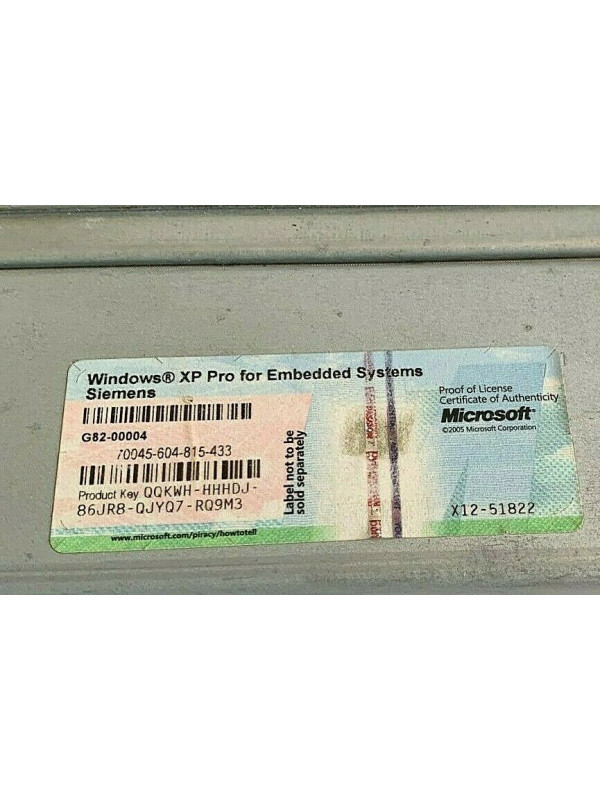 Windows® XP Pro for Embedded Systems
Siemens
G82-00004
70045-604-815-433
Product Key QQKWH-HHHDJ-
86JR8-QJYQ7-RQ9M3
www.microsoft.com/piracy/howtotell
Label not to be
sold separately
Proof of License
Certificate of Authenticity
Microsoft®
©2005 Microsoft Corporation
X12-51822